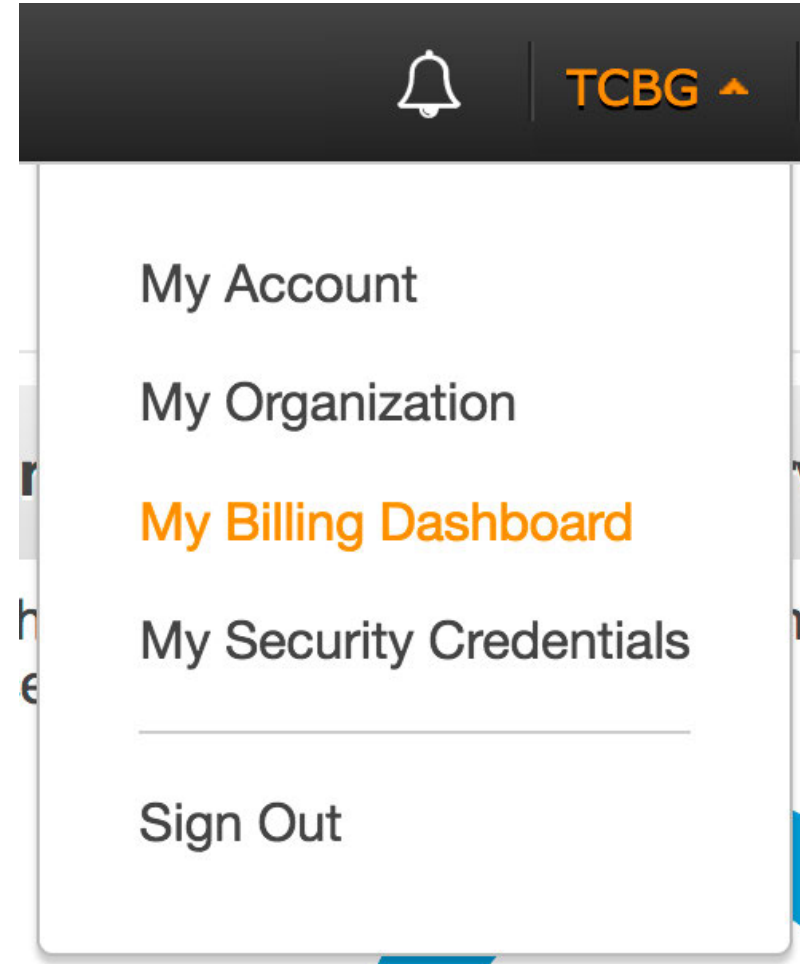 TCBG
My Account
My Organization
My Billing Dashboard
My Security Credentials
Sign Out